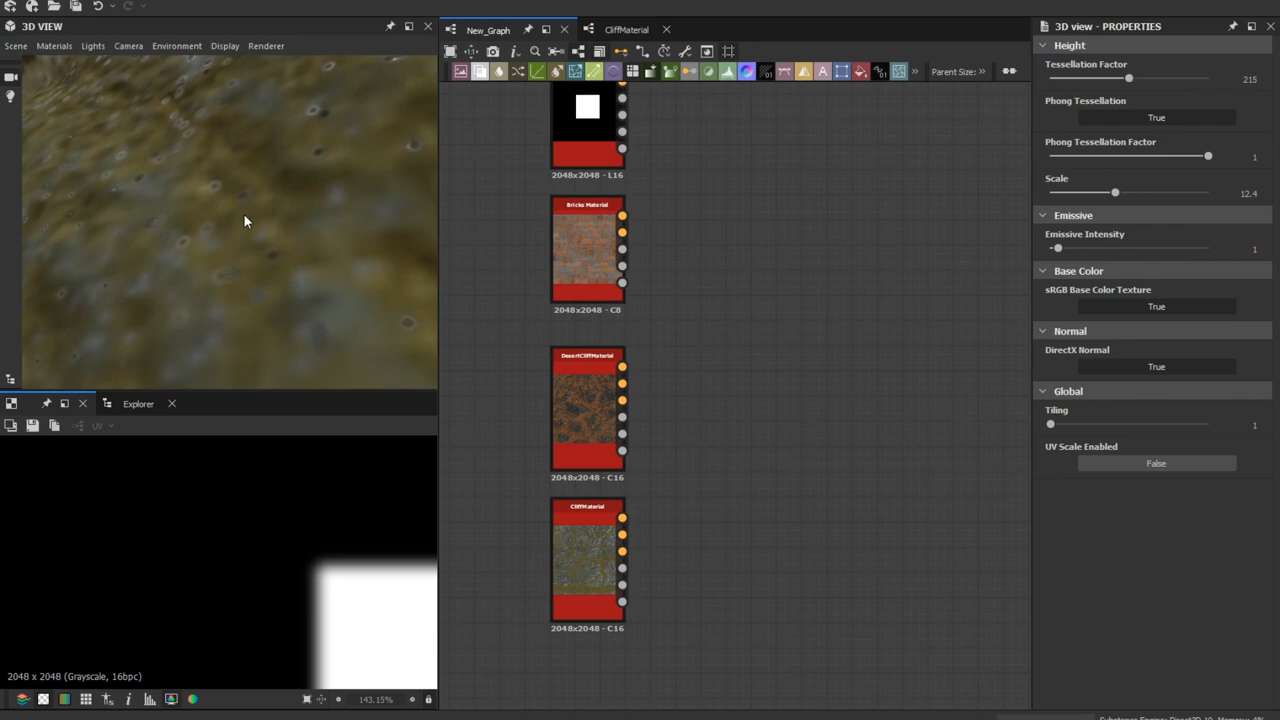 3D VIEW
Scene Materials Lights Camera Environment Display Renderer
New_Graph
CliffMaterial
Parent Size:
2048x2048 - L16
Bricks Material
2048x2048 - C8
DesertCliffMaterial
2048x2048 - C16
CliffMaterial
2048x2048 - C16
Explorer
UV
2048 x 2048 (Grayscale, 16bpc)
143.15%
3D view - PROPERTIES
Height
Tessellation Factor
215
Phong Tessellation
True
Phong Tessellation Factor
1
Scale
12.4
Emissive
Emissive Intensity
1
Base Color
sRGB Base Color Texture
True
Normal
DirectX Normal
True
Global
Tiling
1
UV Scale Enabled
False